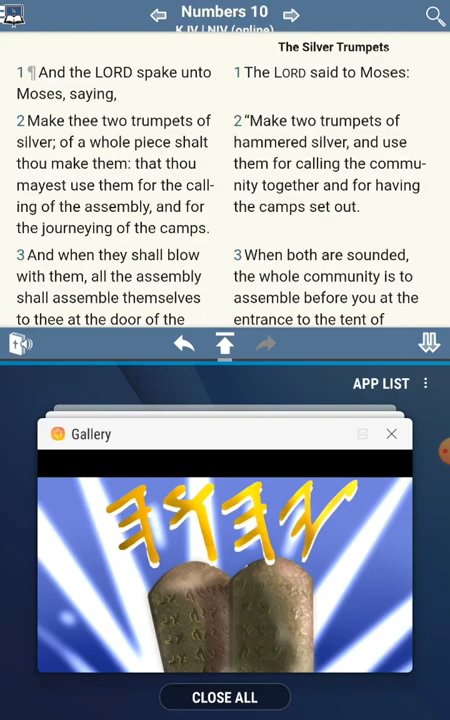 Numbers 10
KJV | NIV (online)
1 ¶ And the LORD spake unto
Moses, saying,
2 Make thee two trumpets of
silver; of a whole piece shalt
thou make them: that thou
mayest use them for the call-
ing of the assembly, and for
the journeying of the camps.
3 And when they shall blow
with them, all the assembly
shall assemble themselves
to thee at the door of the
The Silver Trumpets
1 The LORD said to Moses:
2 “Make two trumpets of
hammered silver, and use
them for calling the commu-
nity together and for having
the camps set out.
3 When both are sounded,
the whole community is to
assemble before you at the
entrance to the tent of
APP LIST
Gallery
𐤉𐤄𐤅𐤄
CLOSE ALL